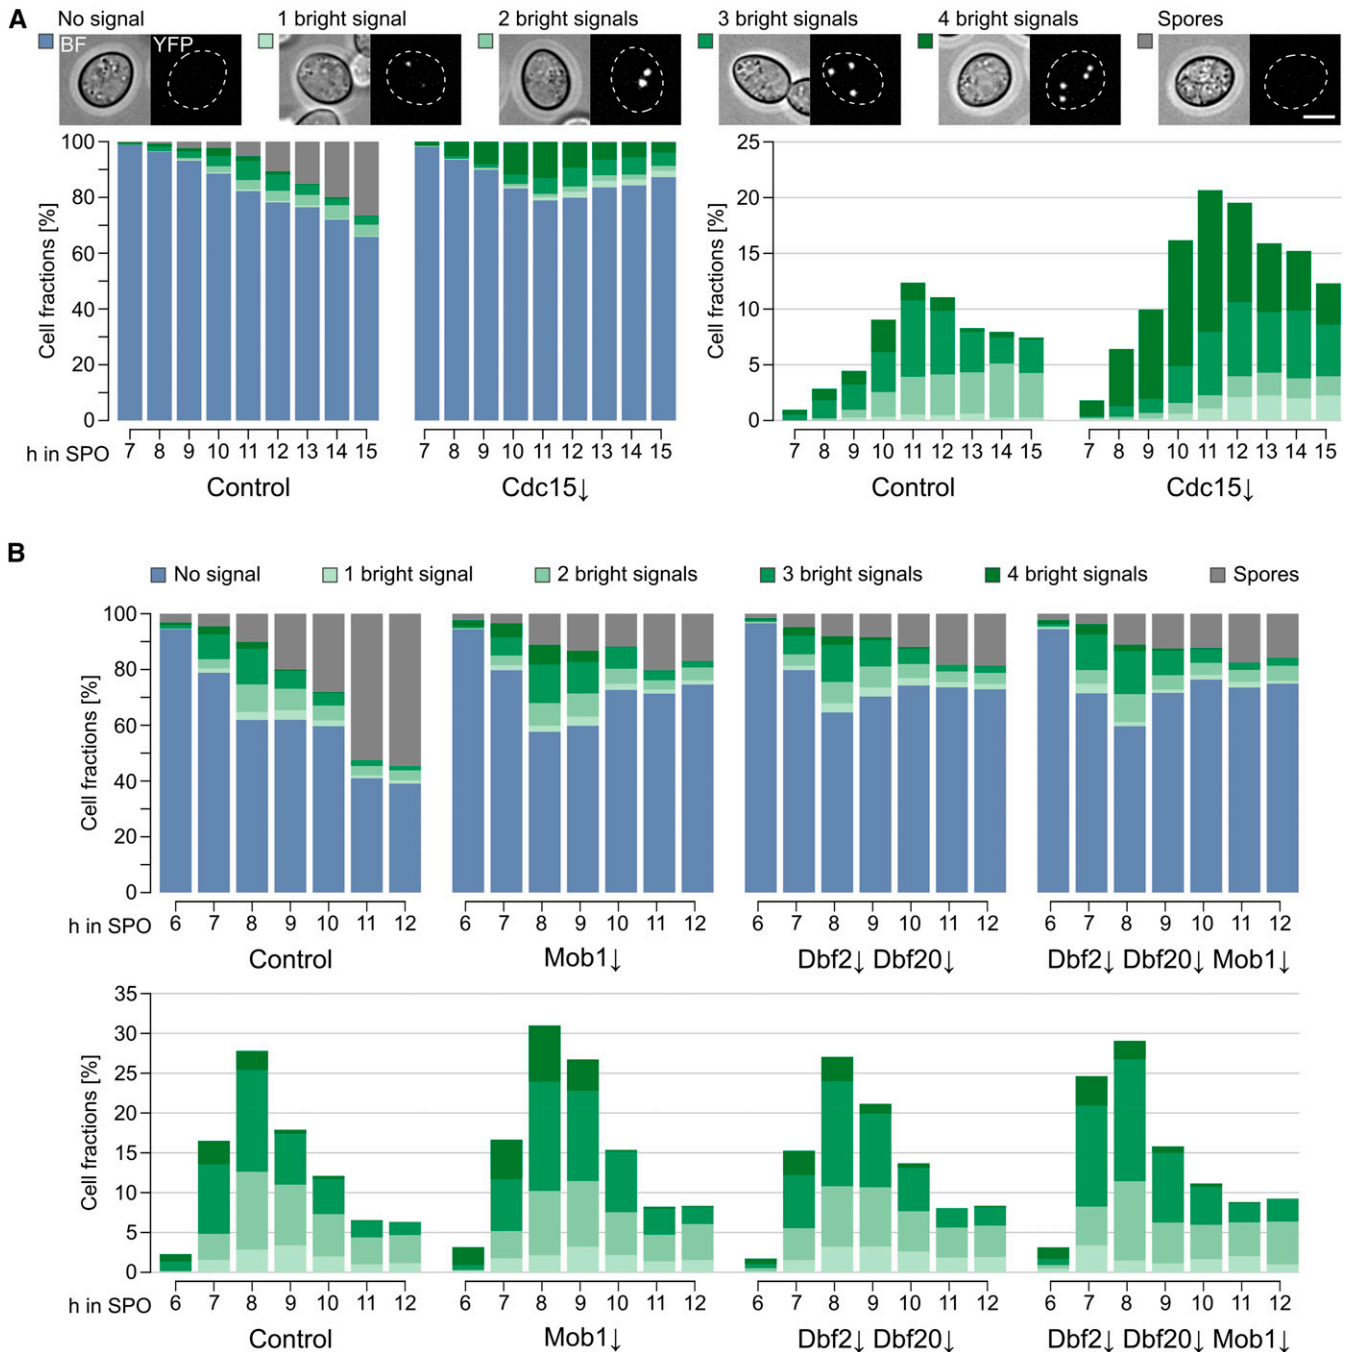 A
No signal 1 bright signal 2 bright signals 3 bright signals 4 bright signals Spores
BF YFP
100 80 60 40 20 0
Cell fractions [%]
25 20 15 10 5 0
Cell fractions [%]
h in SPO 7 8 9 10 11 12 13 14 15 7 8 9 10 11 12 13 14 15 7 8 9 10 11 12 13 14 15 7 8 9 10 11 12 13 14 15
Control Cdc15↓ Control Cdc15↓
B
No signal 1 bright signal 2 bright signals 3 bright signals 4 bright signals Spores
100 80 60 40 20 0
Cell fractions [%]
h in SPO 6 7 8 9 10 11 12 6 7 8 9 10 11 12 6 7 8 9 10 11 12 6 7 8 9 10 11 12
Control Mob1↓ Dbf2↓ Dbf20↓ Dbf2↓ Dbf20↓ Mob1↓
35 30 25 20 15 10 5 0
Cell fractions [%]
h in SPO 6 7 8 9 10 11 12 6 7 8 9 10 11 12 6 7 8 9 10 11 12 6 7 8 9 10 11 12
Control Mob1↓ Dbf2↓ Dbf20↓ Dbf2↓ Dbf20↓ Mob1↓